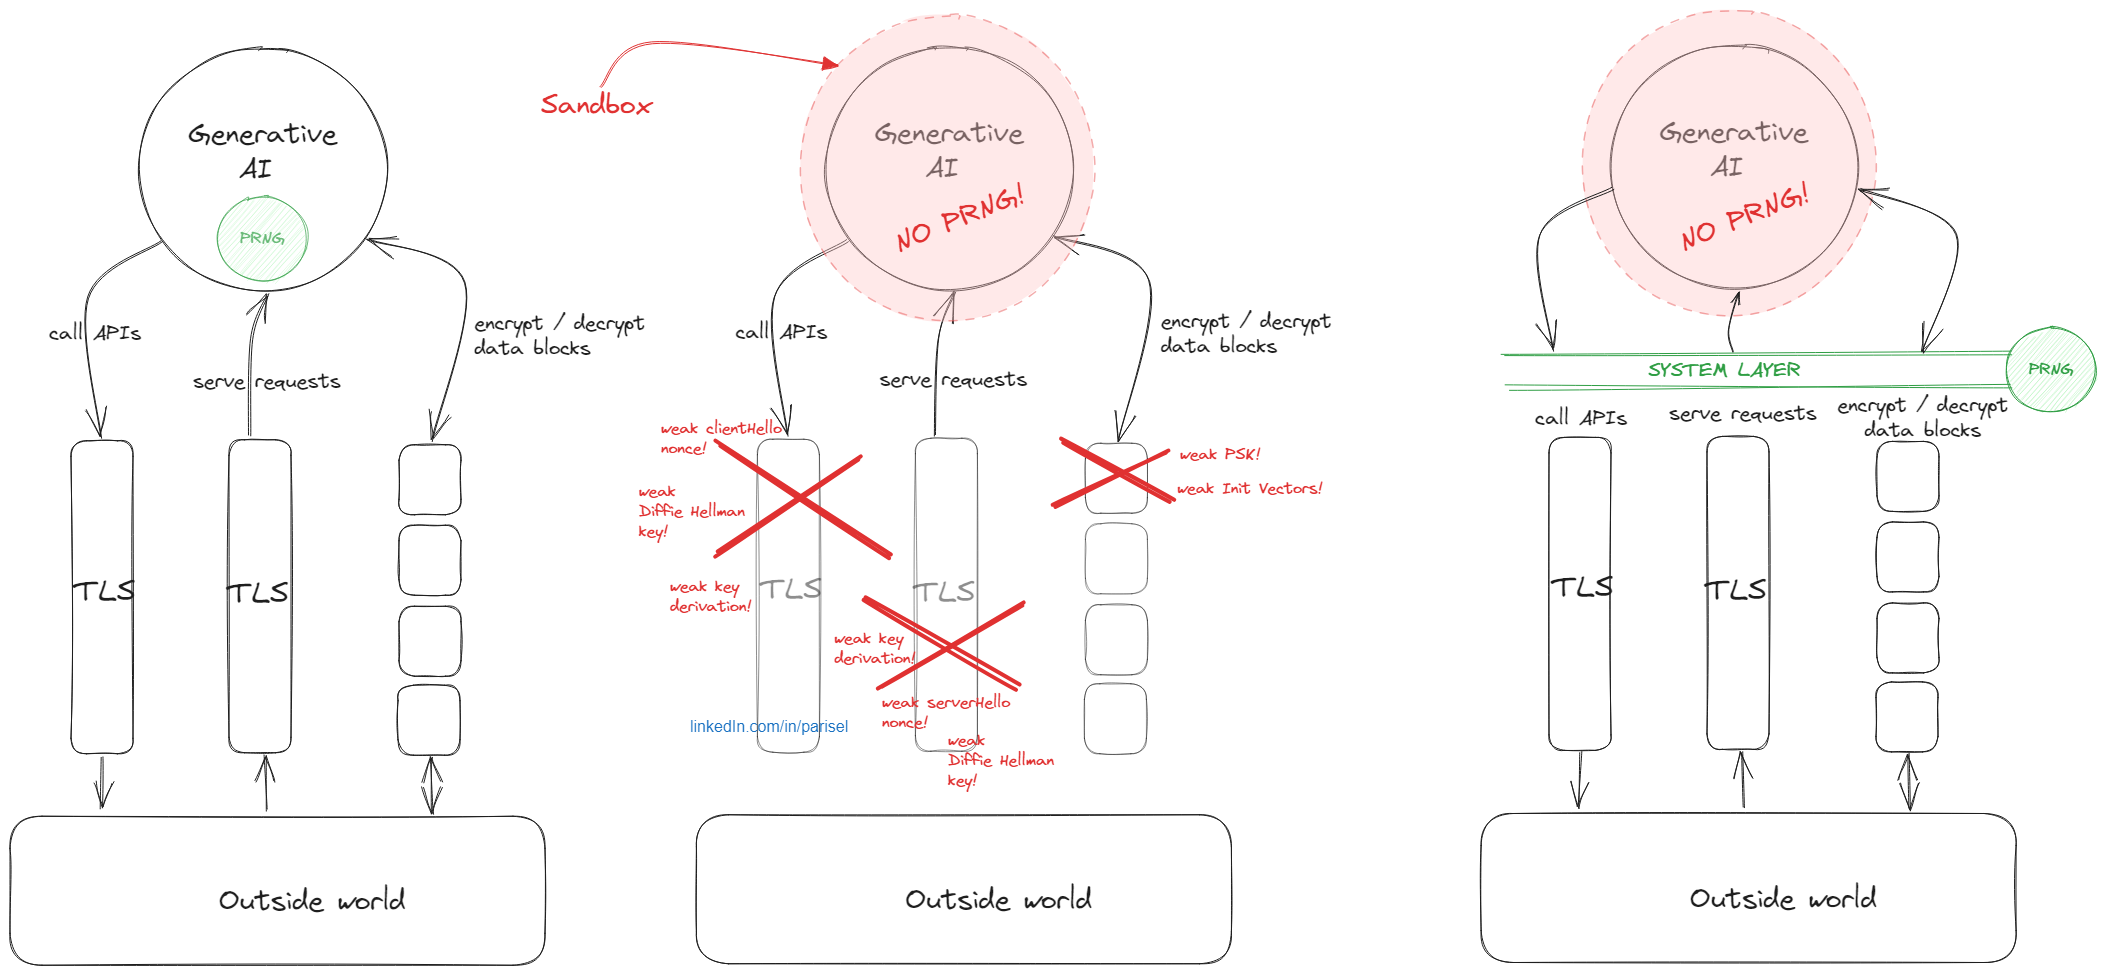 Generative
AI
PRNG
call APIs
serve requests
encrypt / decrypt
data blocks
TLS
TLS
Outside world
Sandbox
Generative
AI
NO PRNG!
call APIs
serve requests
encrypt / decrypt
data blocks
weak clientHello
nonce!
weak
Diffie Hellman
key!
weak key
derivation!
TLS
TLS
weak PSK!
weak Init Vectors!
weak key
derivation!
weak serverHello
nonce!
weak
Diffie Hellman
key!
linkedIn.com/in/parisel
Outside world
Generative
AI
NO PRNG!
SYSTEM LAYER
PRNG
call APIs
serve requests
encrypt / decrypt
data blocks
TLS
TLS
Outside world